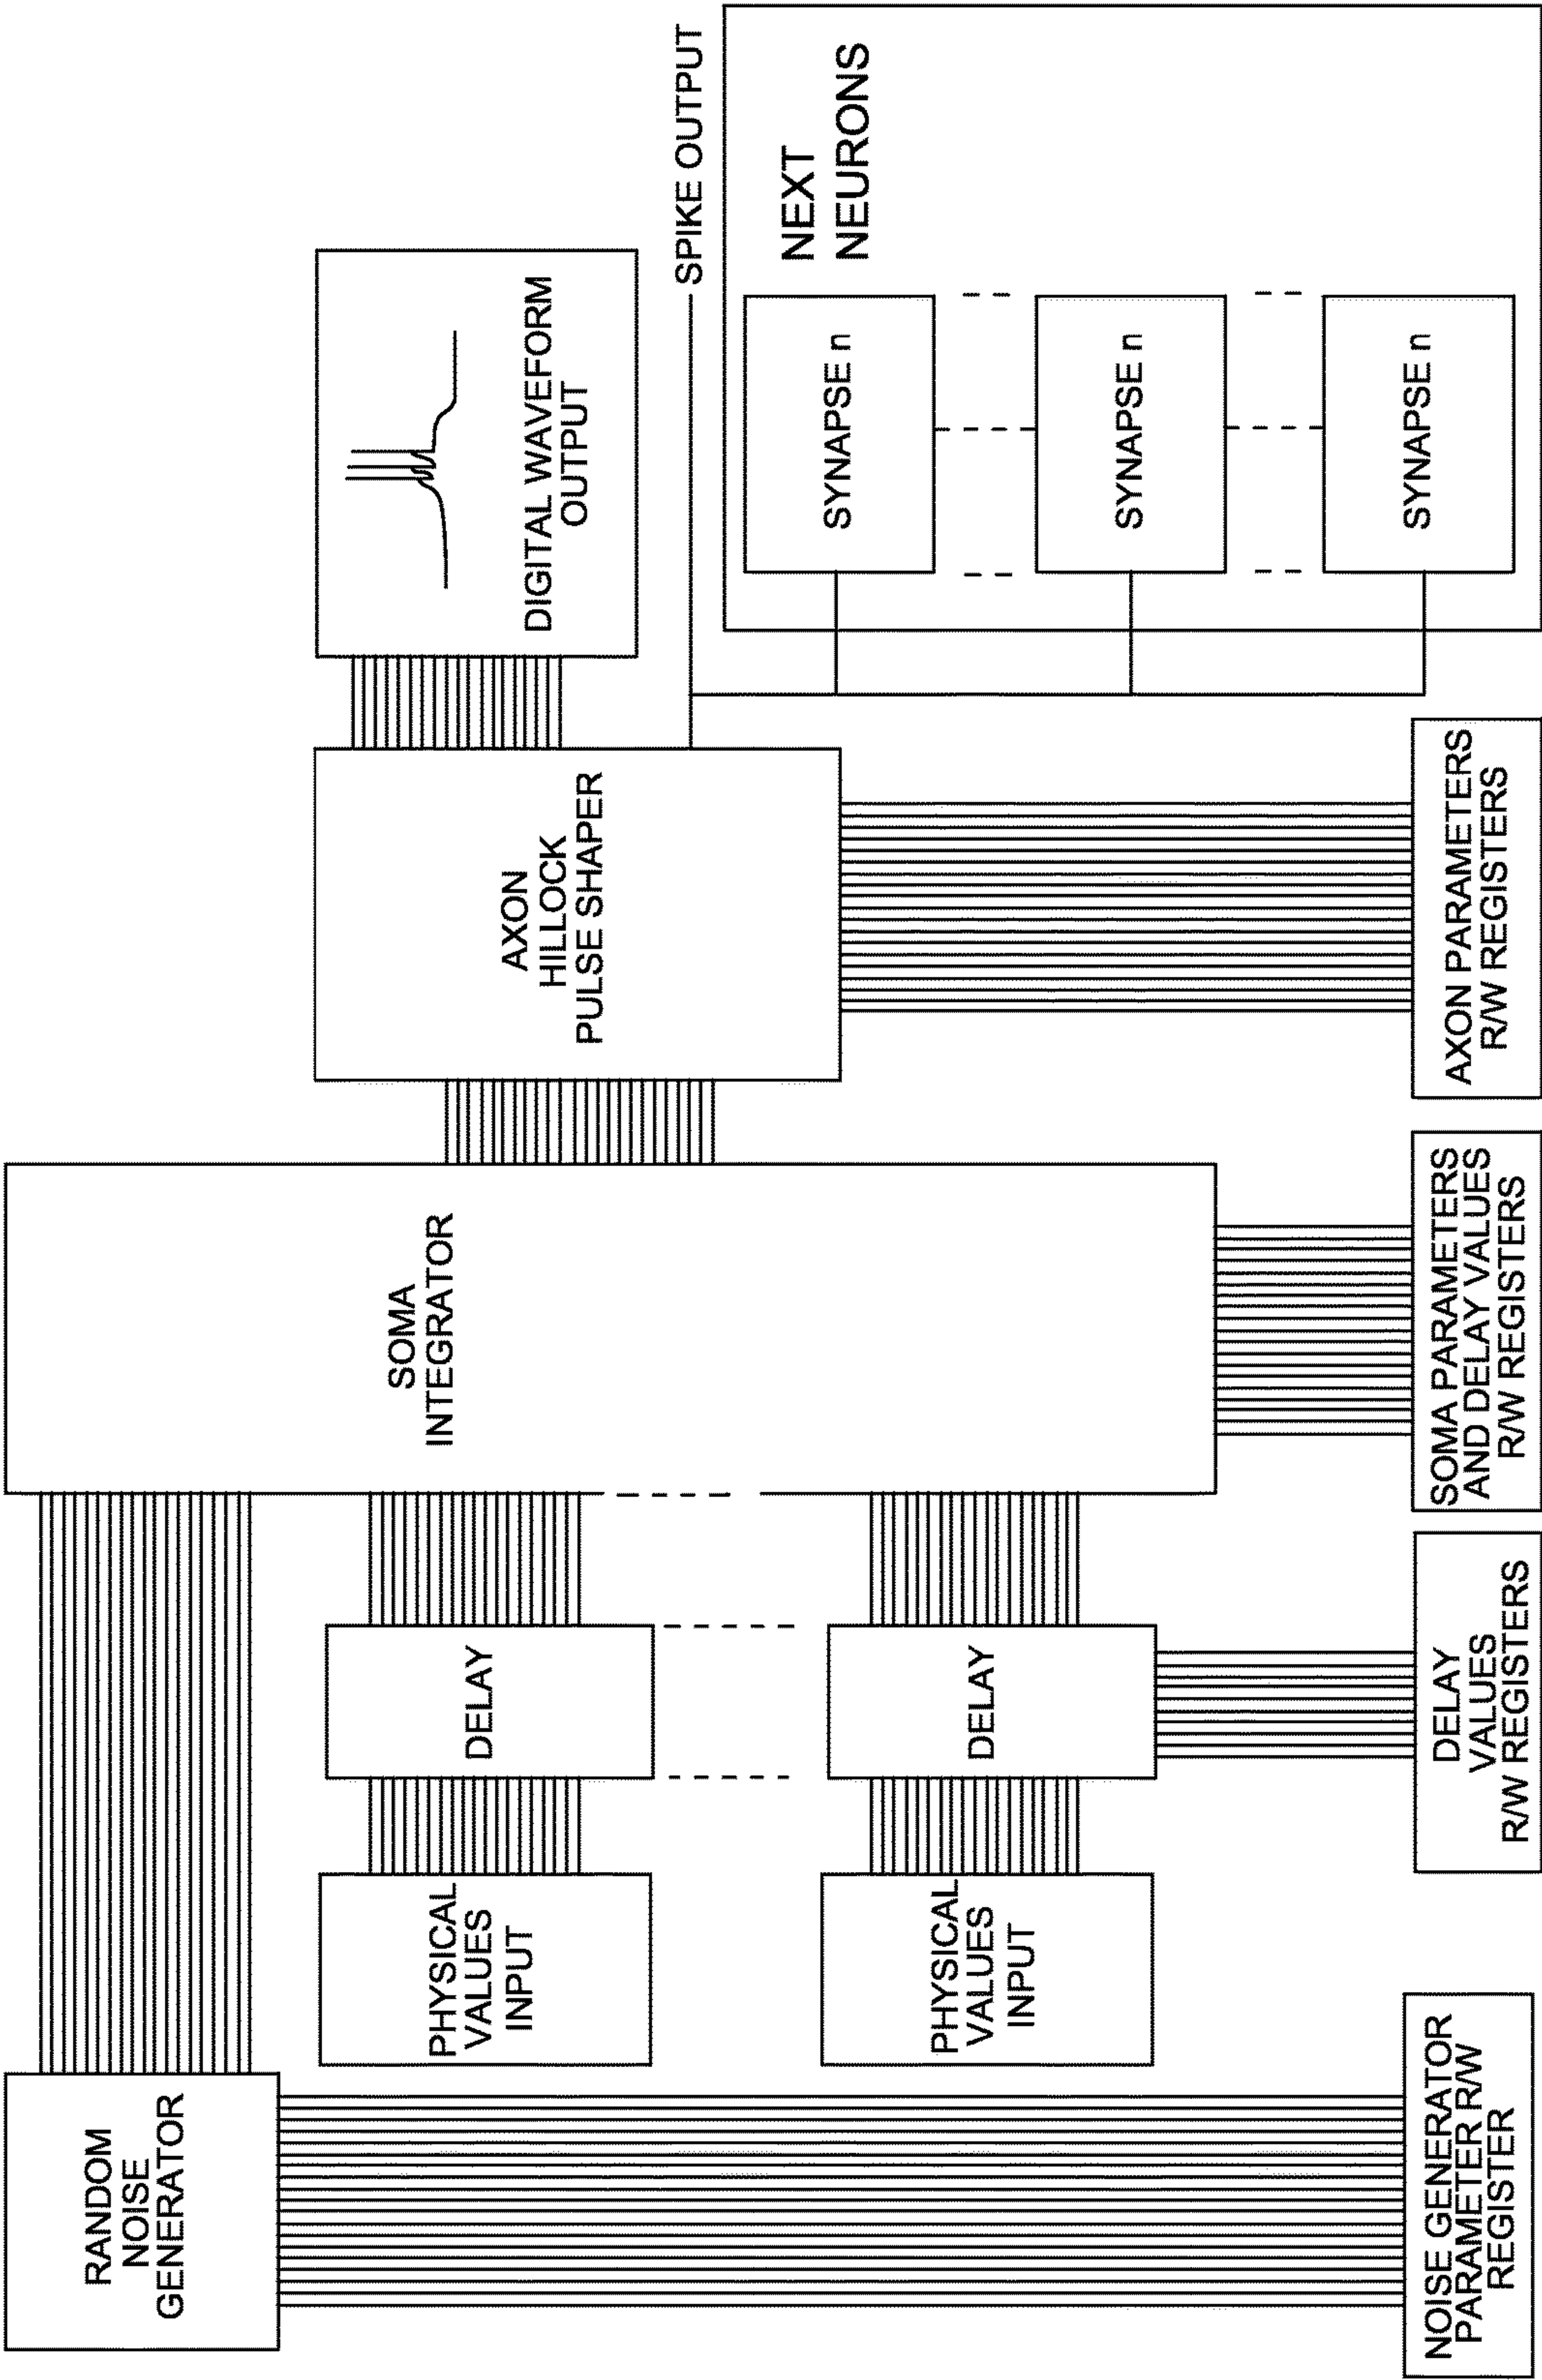 RANDOM
NOISE
GENERATOR
NOISE GENERATOR
PARAMETER R/W
REGISTER
PHYSICAL
VALUES
INPUT
PHYSICAL
VALUES
INPUT
DELAY
DELAY
DELAY
VALUES
R/W REGISTERS
SOMA
INTEGRATOR
SOMA PARAMETERS
AND DELAY VALUES
R/W REGISTERS
AXON
HILLOCK
PULSE SHAPER
AXON PARAMETERS
R/W REGISTERS
DIGITAL WAVEFORM
OUTPUT
SPIKE OUTPUT
NEXT
NEURONS
SYNAPSE n
SYNAPSE n
SYNAPSE n